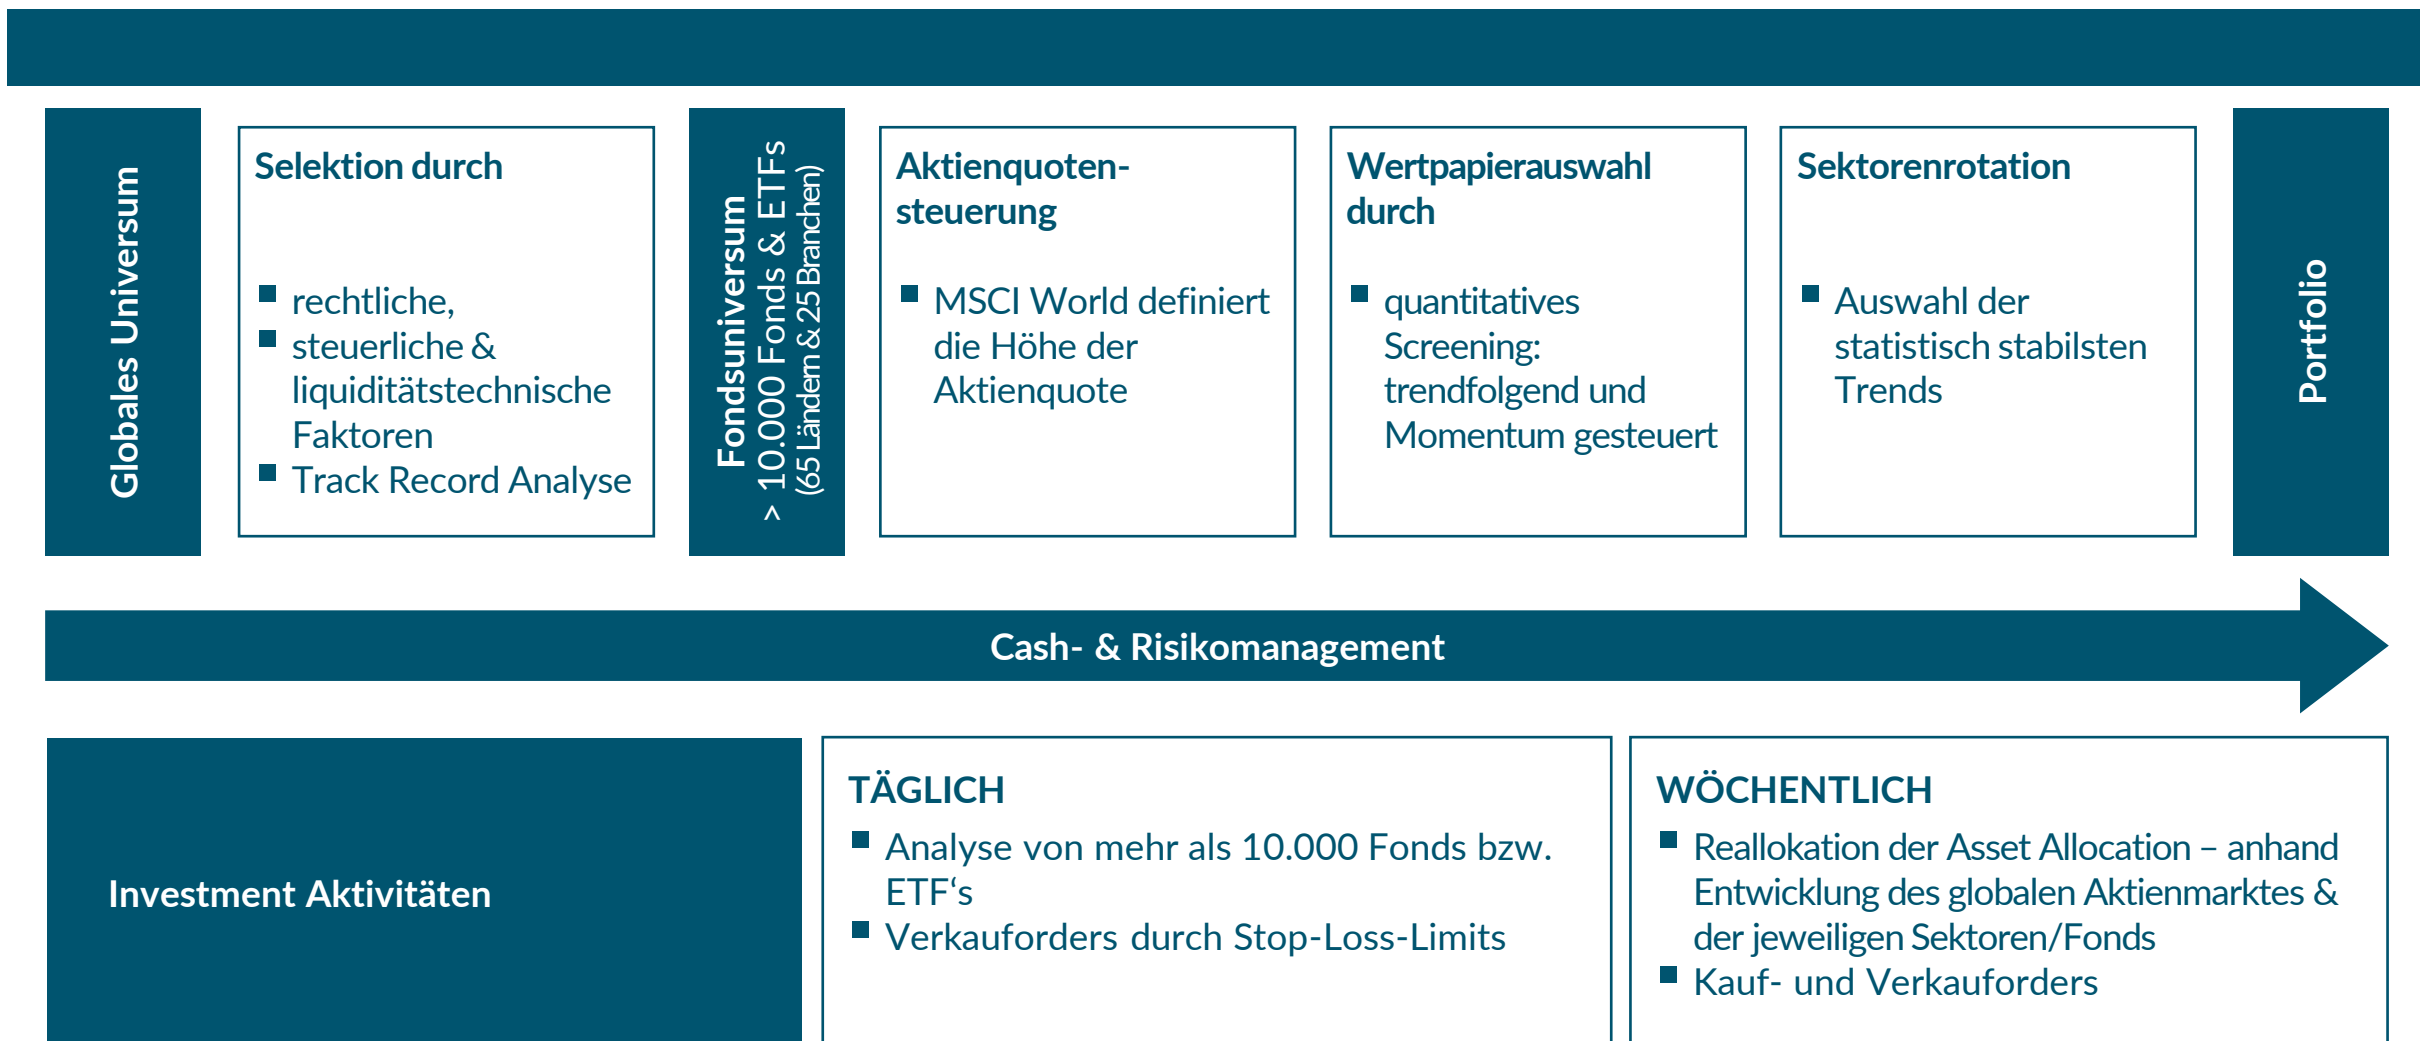 Globales Universum
Selektion durch
rechtliche,
steuerliche &
liquiditätstechnische
Faktoren
Track Record Analyse
Fondsuniversum
> 10.000 Fonds & ETFs
(65 Ländern & 25 Branchen)
Aktienquoten-
steuerung
MSCI World definiert
die Höhe der
Aktienquote
Wertpapierauswahl
durch
quantitatives
Screening:
trendfolgend und
Momentum gesteuert
Sektorenrotation
Auswahl der
statistisch stabilsten
Trends
Portfolio
Cash- & Risikomanagement
Investment Aktivitäten
TÄGLICH
Analyse von mehr als 10.000 Fonds bzw.
ETF‘s
Verkauforders durch Stop-Loss-Limits
WÖCHENTLICH
Reallokation der Asset Allocation – anhand
Entwicklung des globalen Aktienmarktes &
der jeweiligen Sektoren/Fonds
Kauf- und Verkauforders